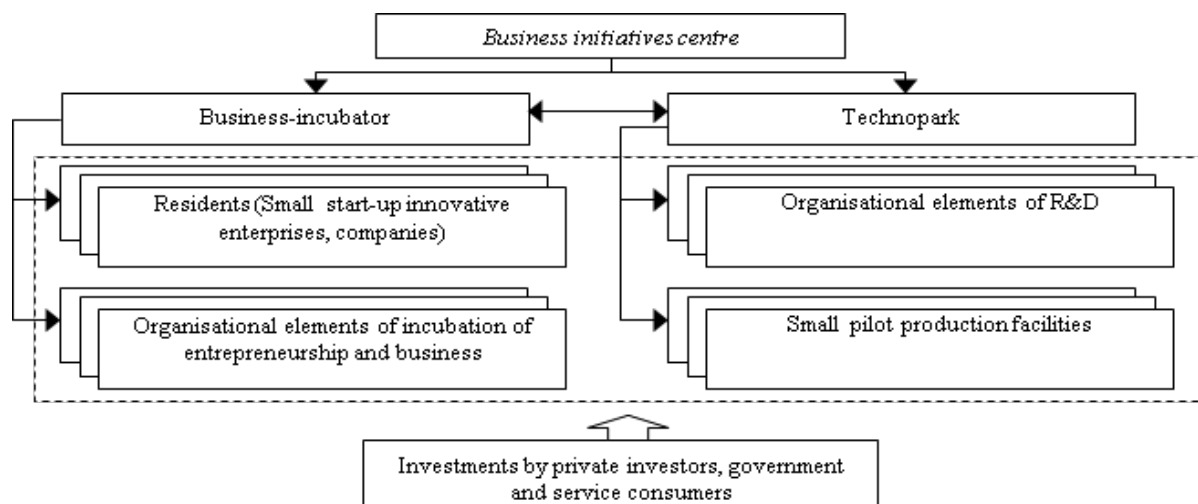 Business initiatives centre
Business-incubator
Technopark
Residents (Small start-up innovative
enterprises, companies)
Organisational elements of R&D
Organisational elements of incubation of
entrepreneurship and business
Small pilot production facilities
Investments by private investors, government
and service consumers